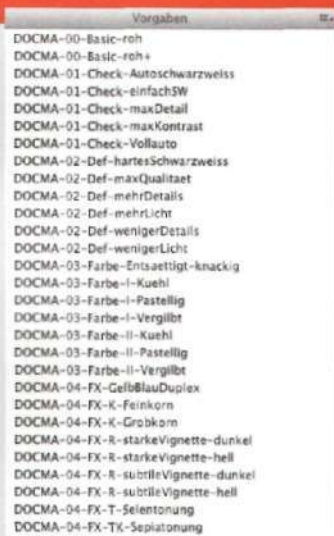 Vorgaben
DOCMA-00-Basic-roh
DOCMA-00-Basic-roh+
DOCMA-01-Check-Autoschwarzweiss
DOCMA-01-Check-einfachSW
DOCMA-01-Check-maxDetail
DOCMA-01-Check-maxKontrast
DOCMA-01-Check-Vollauto
DOCMA-02-Def-hartesSchwarzweiss
DOCMA-02-Def-maxQualitaet
DOCMA-02-Def-mehrDetails
DOCMA-02-Def-mehrLicht
DOCMA-02-Def-wenigerDetails
DOCMA-02-Def-wenigerLicht
DOCMA-03-Farbe-Entsaettigt-knackig
DOCMA-03-Farbe-I-Kuehl
DOCMA-03-Farbe-I-Pastellig
DOCMA-03-Farbe-I-Vergilbt
DOCMA-03-Farbe-II-Kuehl
DOCMA-03-Farbe-II-Pastellig
DOCMA-03-Farbe-II-Vergilbt
DOCMA-04-FX-GelbBlauDuplex
DOCMA-04-FX-K-Feinkorn
DOCMA-04-FX-K-Grobkorn
DOCMA-04-FX-R-starkeVignette-dunkel
DOCMA-04-FX-R-starkeVignette-hell
DOCMA-04-FX-R-subtileVignette-dunkel
DOCMA-04-FX-R-subtileVignette-hell
DOCMA-04-FX-T-Selentonung
DOCMA-04-FX-TK-Sepiatonung